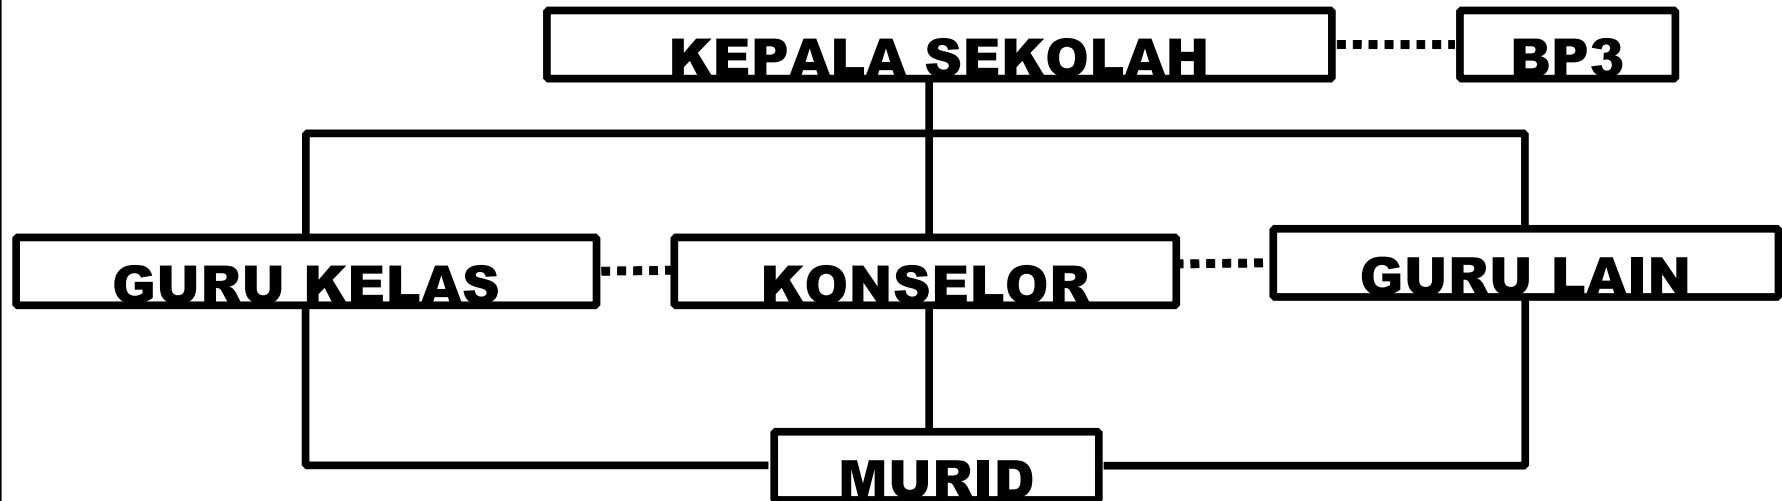 KEPALA SEKOLAH
BP3
GURU KELAS
KONSELOR
GURU LAIN
MURID